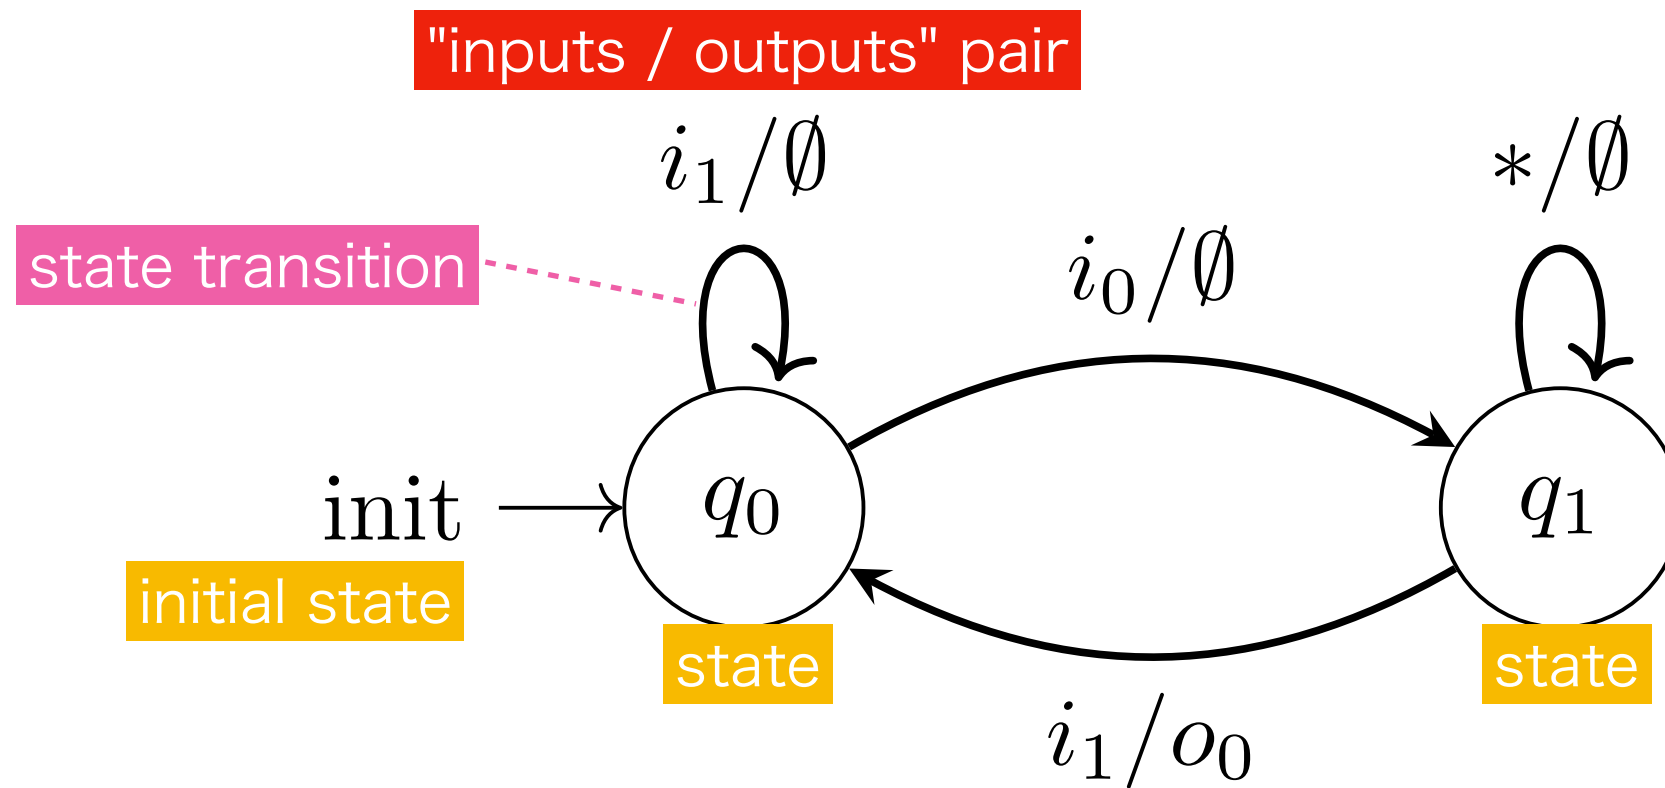 "inputs / outputs" pair
i₁/∅
*/∅
state transition
i₀/∅
init
q₀
q₁
initial state
state
state
i₁/o₀